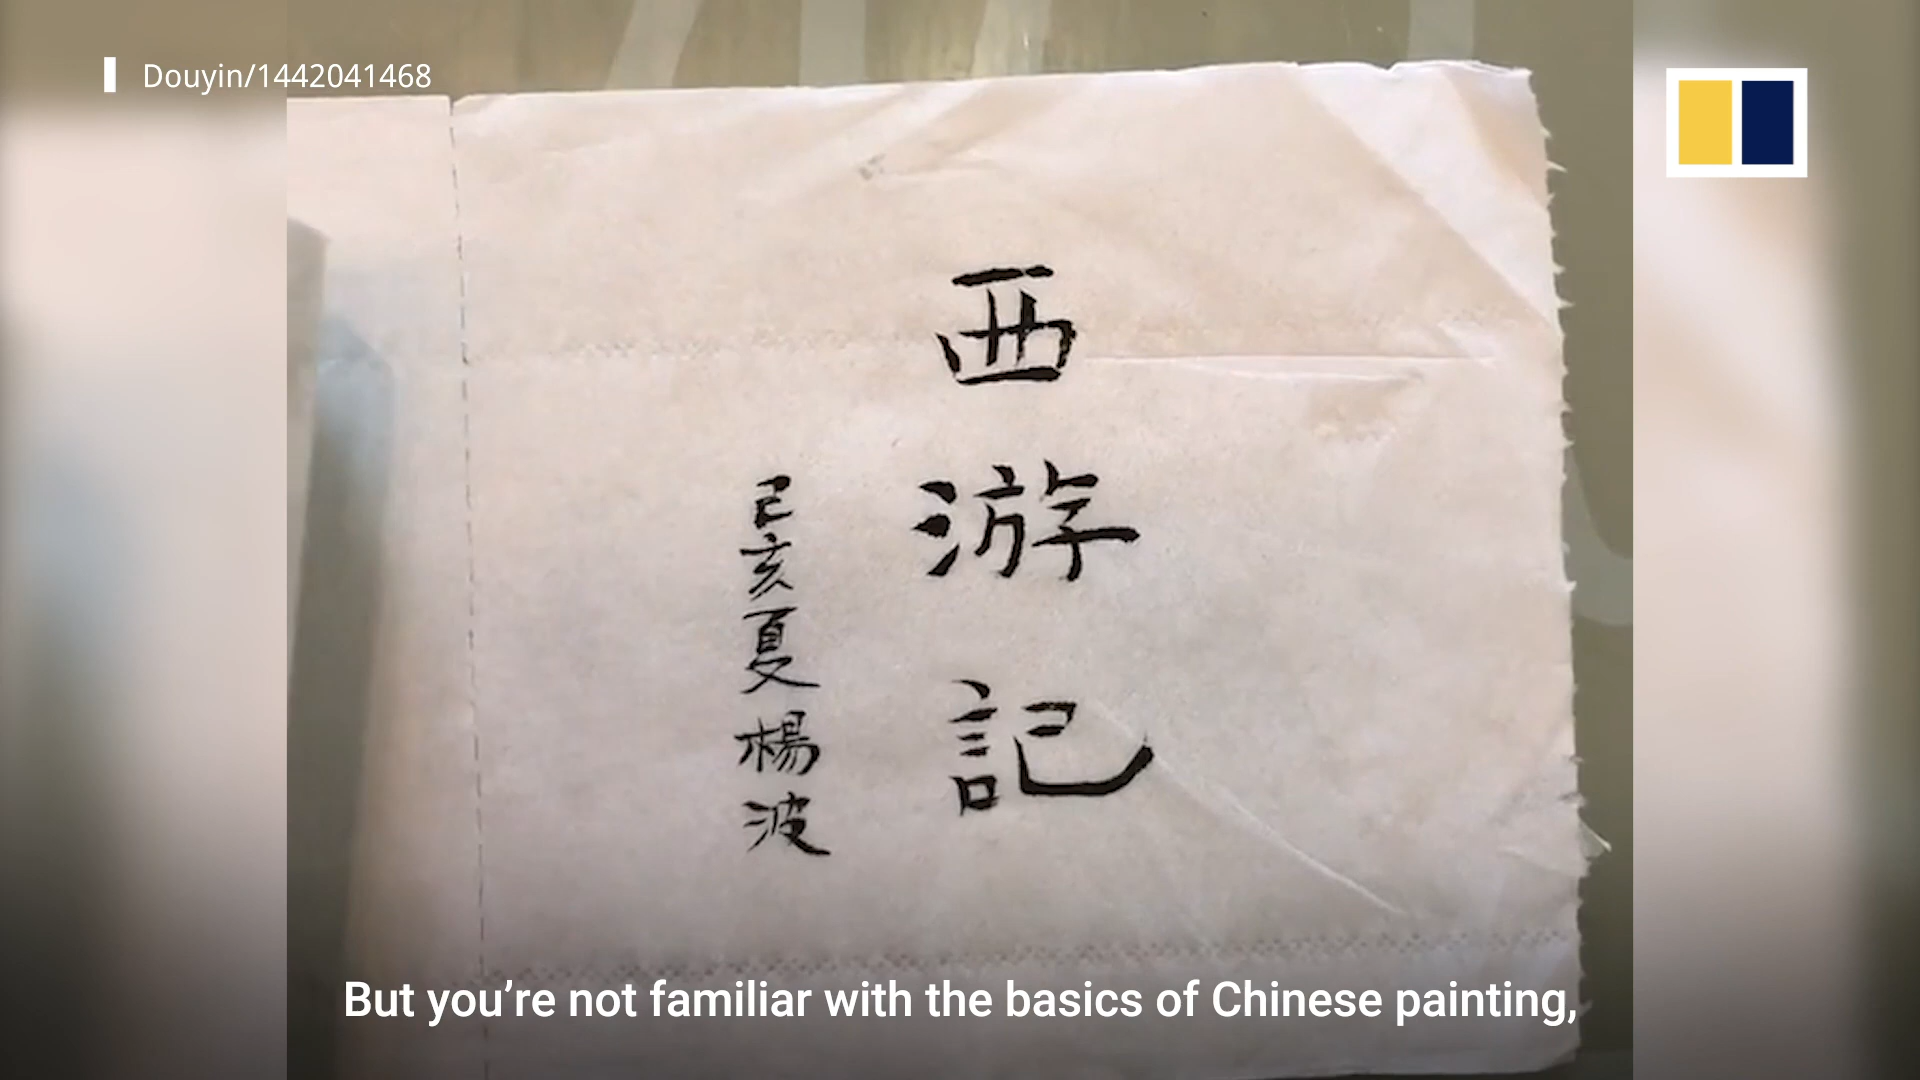 Douyin/1442041468
西游記
己亥夏楊波
But you’re not familiar with the basics of Chinese painting,